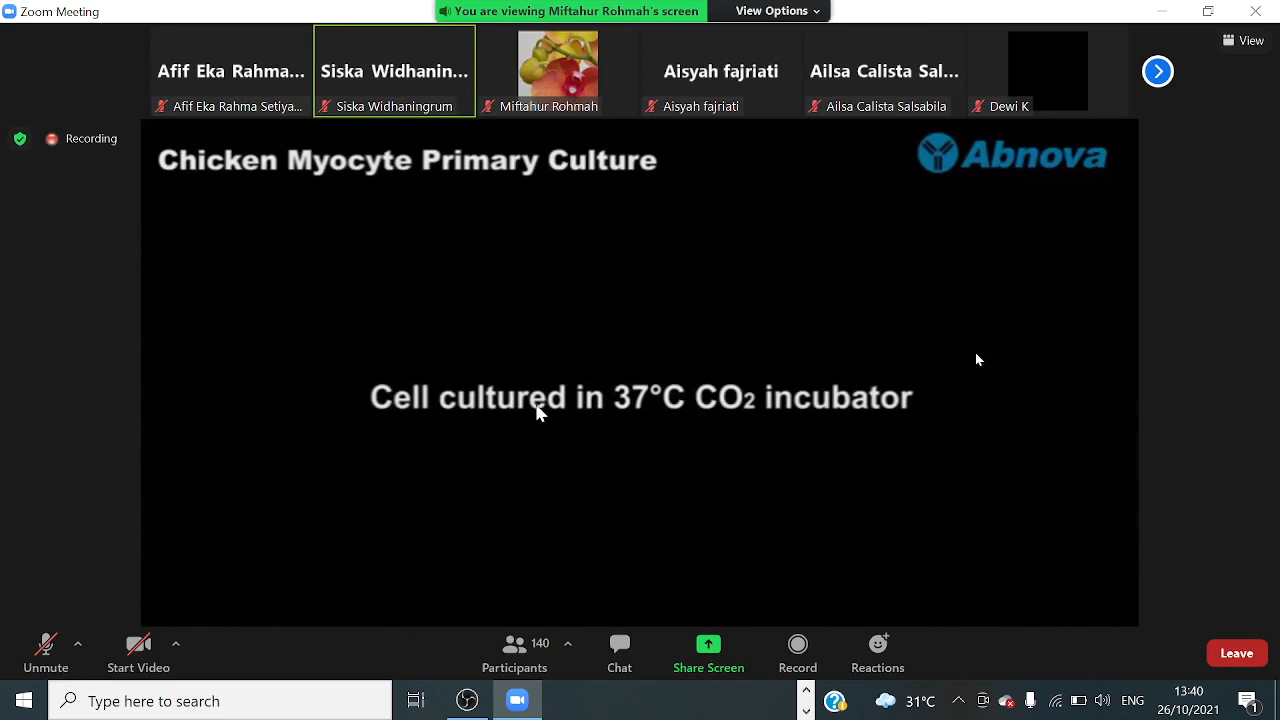 Zoom Meeting
You are viewing Miftahur Rohmah's screen
View Options
View
Afif Eka Rahma...
Siska Widhanin...
Aisyah fajriati
Ailsa Calista Sal...
Afif Eka Rahma Setiya...
Siska Widhaningrum
Miftahur Rohmah
Aisyah fajriati
Ailsa Calista Salsabila
Dewi K
Recording
Chicken Myocyte Primary Culture
Abnova
Cell cultured in 37°C CO₂ incubator
Unmute
Start Video
140
Participants
Chat
Share Screen
Record
Reactions
Leave
Type here to search
31°C
ENG
13:40
26/10/2021
1